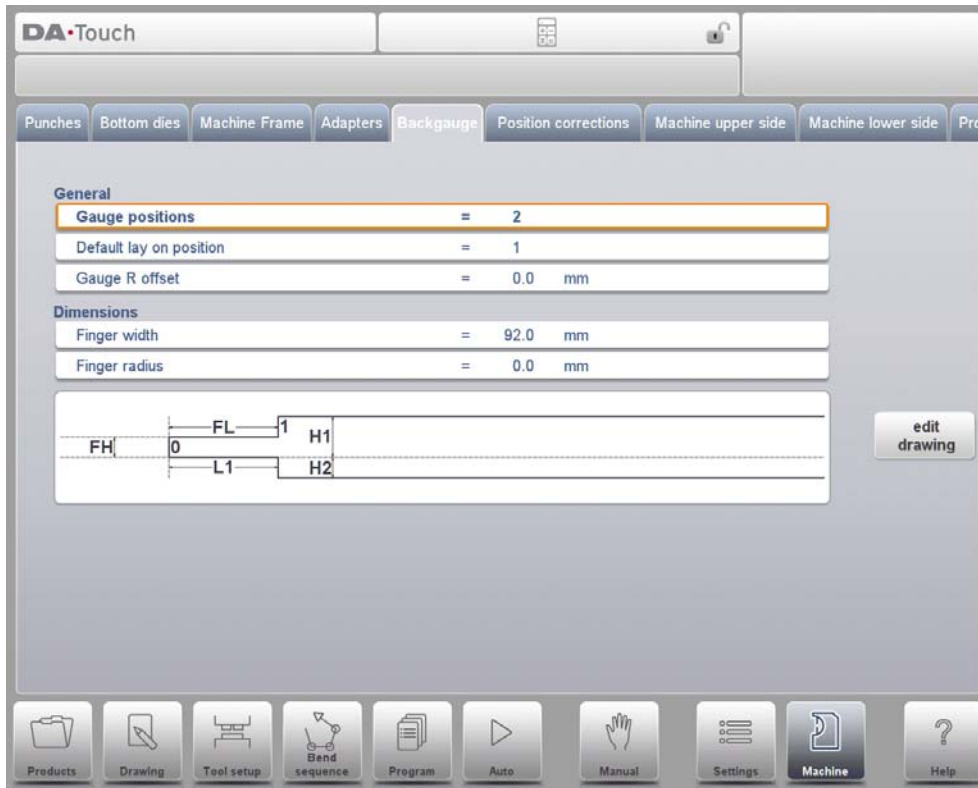 DA•Touch
Punches Bottom dies Machine Frame Adapters Backgauge Position corrections Machine upper side Machine lower side Pro
General
Gauge positions = 2
Default lay on position = 1
Gauge R offset = 0.0 mm
Dimensions
Finger width = 92.0 mm
Finger radius = 0.0 mm
FL 1 H1
FH 0
L1 H2
edit
drawing
Products Drawing Tool setup Bend sequence Program Auto Manual Settings Machine Help